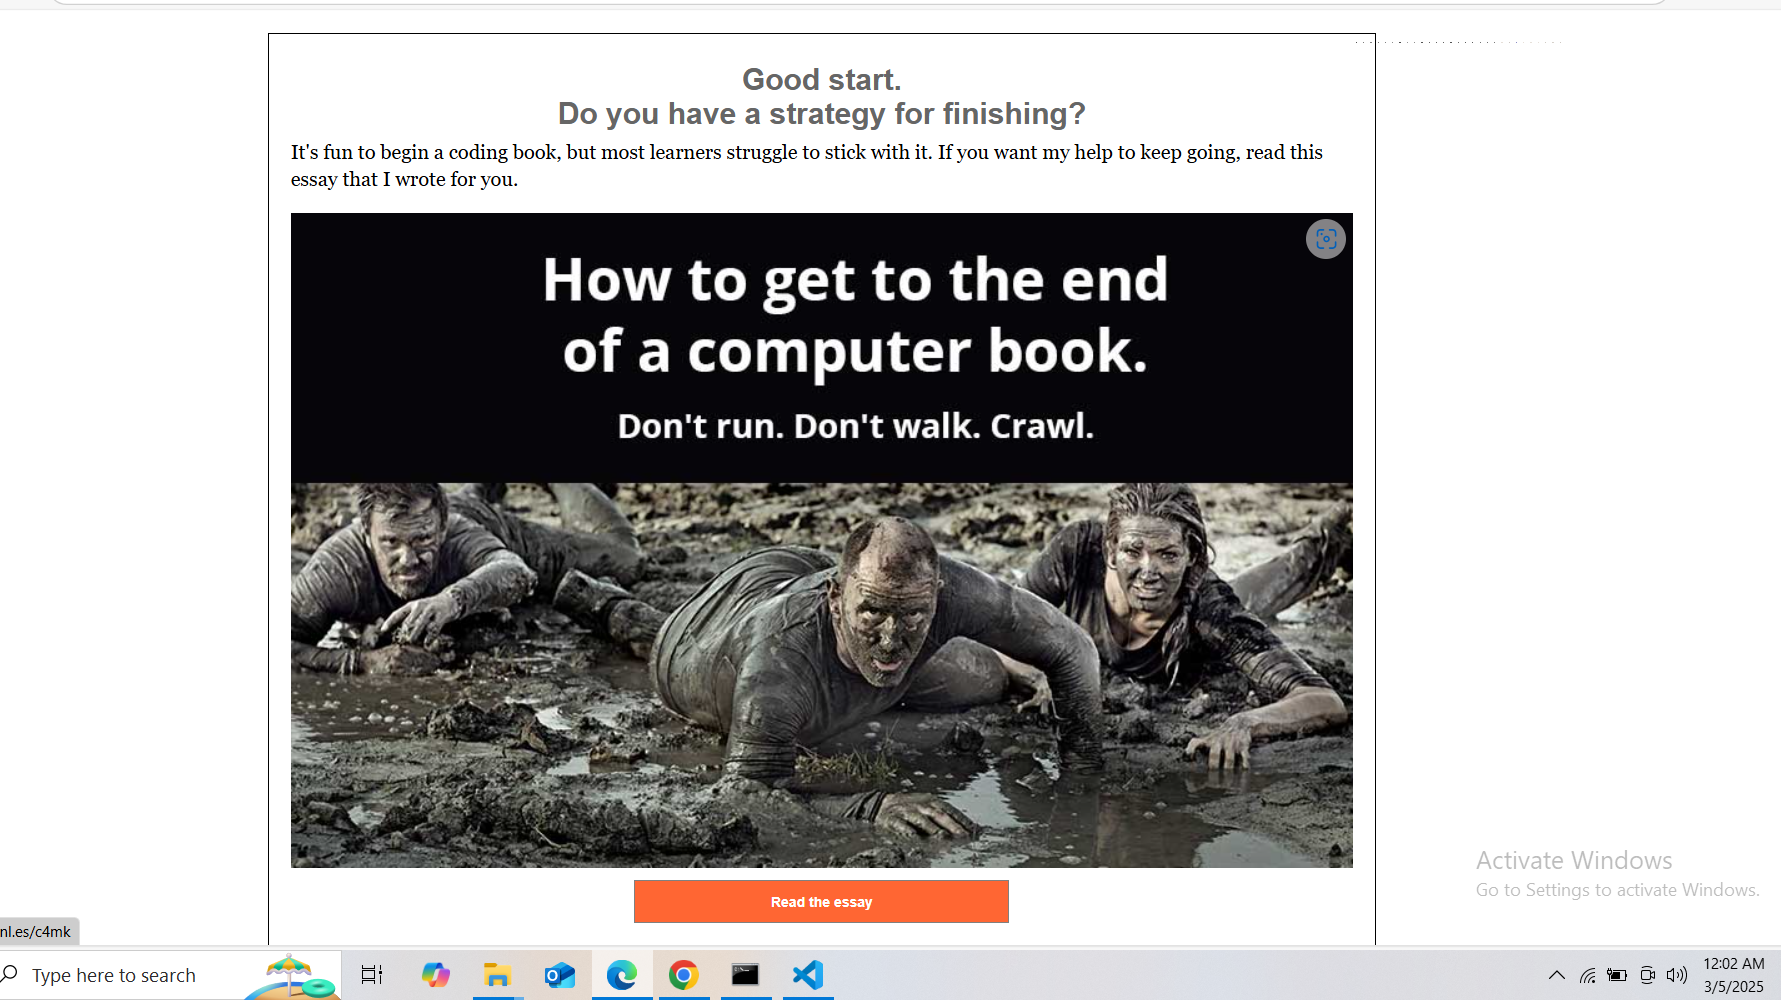 Good start.
Do you have a strategy for finishing?
It's fun to begin a coding book, but most learners struggle to stick with it. If you want my help to keep going, read this
essay that I wrote for you.
How to get to the end
of a computer book.
Don't run. Don't walk. Crawl.
Read the essay
Activate Windows
Go to Settings to activate Windows.
nl.es/c4mk
Type here to search
12:02 AM
3/5/2025